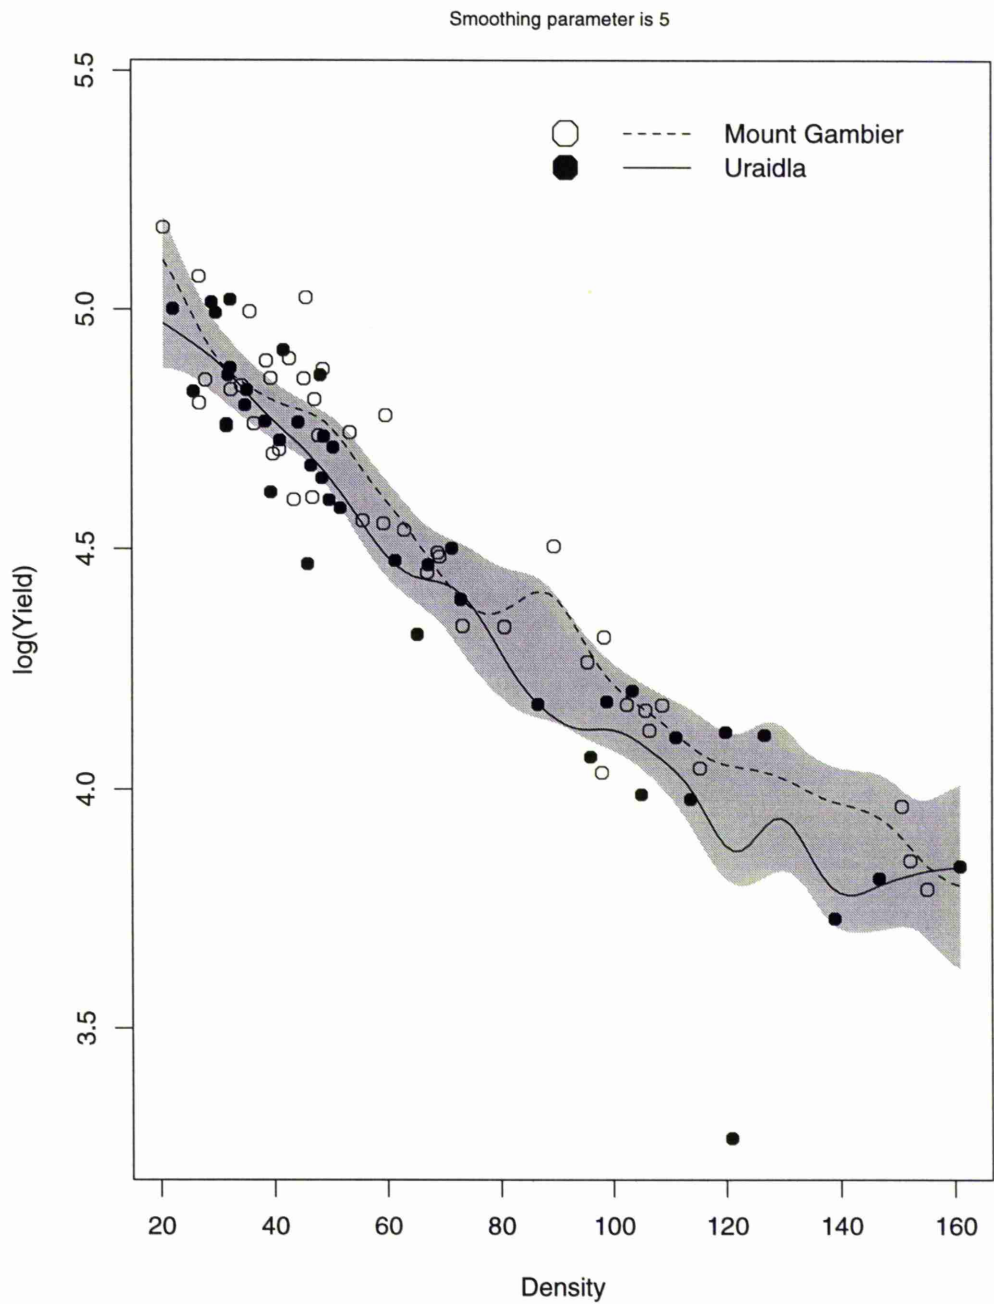 Smoothing parameter is 5
5.5
Mount Gambier
Uraidla
5.0
4.5
log(Yield)
4.0
3.5
20 40 60 80 100 120 140 160
Density